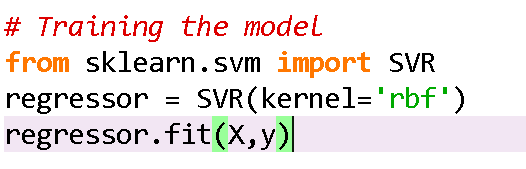 # Training the model
from sklearn.svm import SVR
regressor = SVR(kernel='rbf')
regressor.fit(X,y)